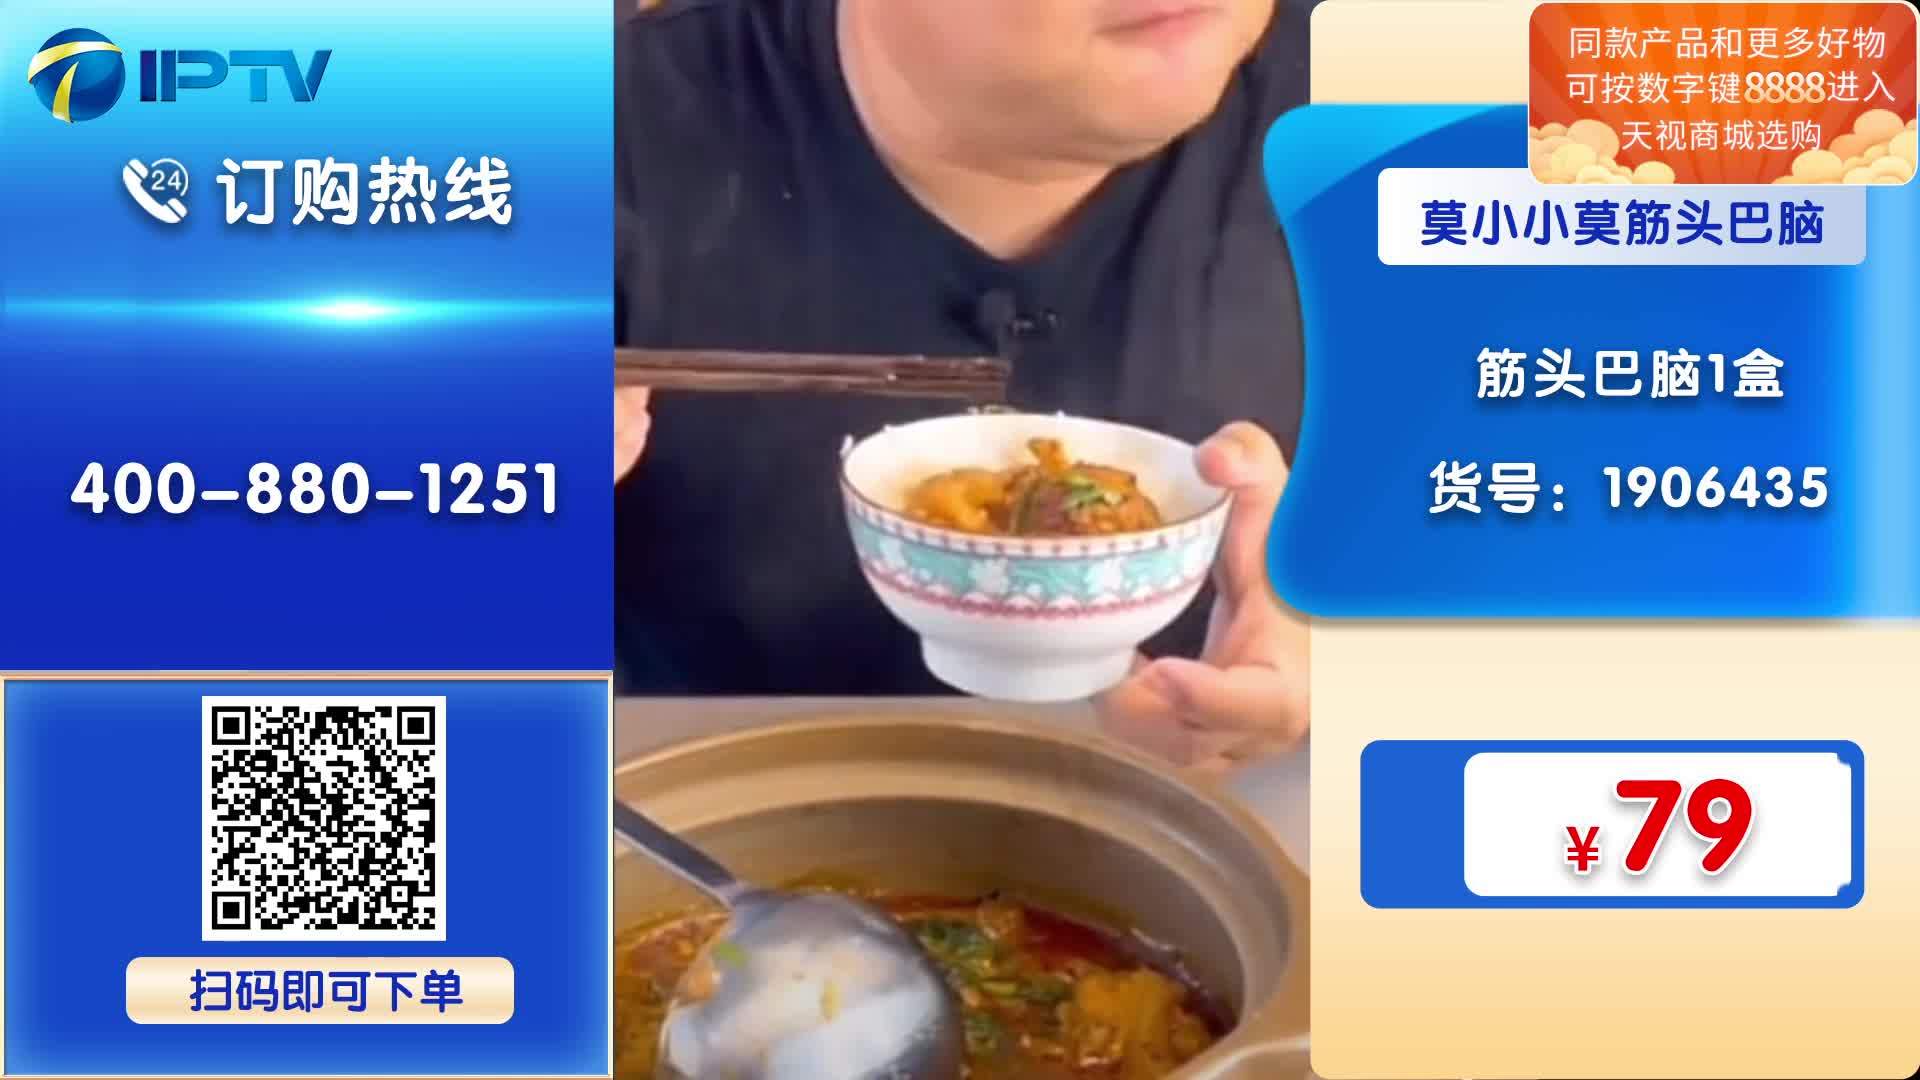 IPTV
24
订购热线
400-880-1251
扫码即可下单
同款产品和更多好物
可按数字键8888进入
天视商城选购
莫小小莫筋头巴脑
筋头巴脑1盒
货号：1906435
¥79